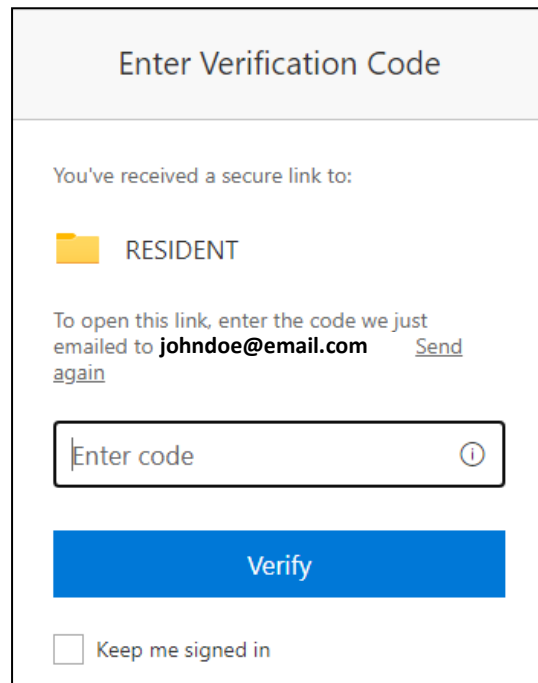 Enter Verification Code
You've received a secure link to:
RESIDENT
To open this link, enter the code we just
emailed to johndoe@email.com Send
again
Enter code
Verify
Keep me signed in